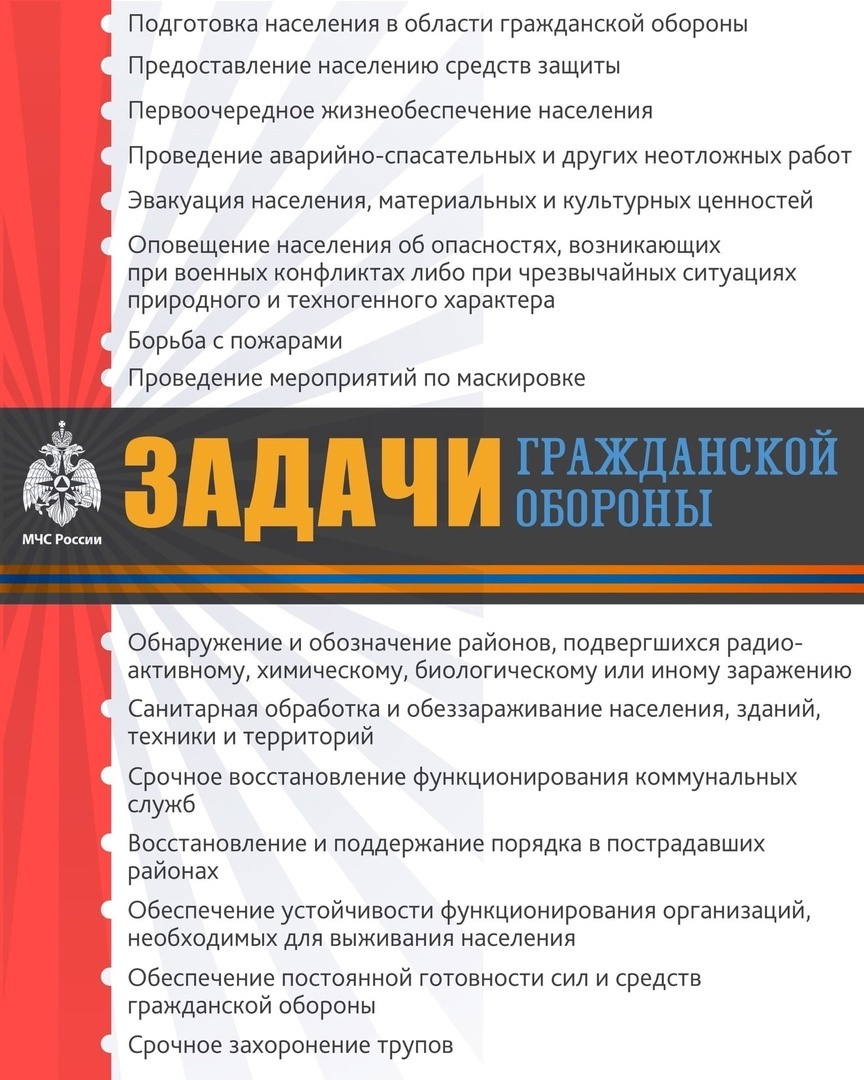 Подготовка населения в области гражданской обороны
Предоставление населению средств защиты
Первоочередное жизнеобеспечение населения
Проведение аварийно-спасательных и других неотложных работ
Эвакуация населения, материальных и культурных ценностей
Оповещение населения об опасностях, возникающих
при военных конфликтах либо при чрезвычайных ситуациях
природного и техногенного характера
Борьба с пожарами
Проведение мероприятий по маскировке
МЧС России
ЗАДАЧИ
ГРАЖДАНСКОЙ
ОБОРОНЫ
Обнаружение и обозначение районов, подвергшихся радио-
активному, химическому, биологическому или иному заражению
Санитарная обработка и обеззараживание населения, зданий,
техники и территорий
Срочное восстановление функционирования коммунальных
служб
Восстановление и поддержание порядка в пострадавших
районах
Обеспечение устойчивости функционирования организаций,
необходимых для выживания населения
Обеспечение постоянной готовности сил и средств
гражданской обороны
Срочное захоронение трупов